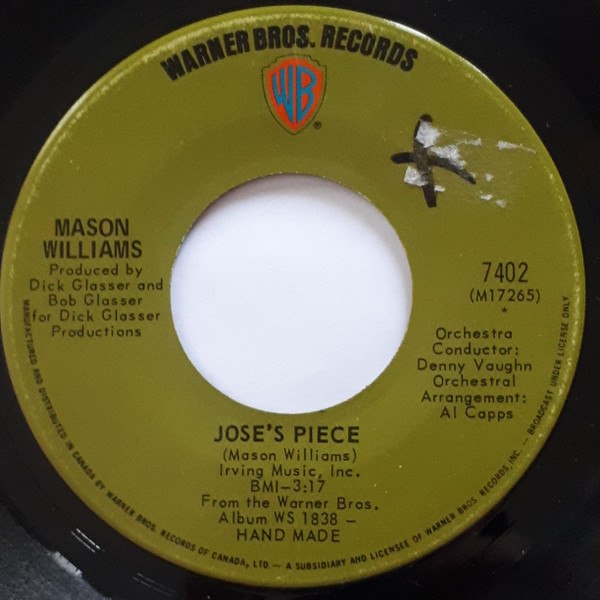 WARNER BROS. RECORDS
WB
®
MASON
WILLIAMS
Produced by
Dick Glasser and
Bob Glasser
for Dick Glasser
Productions
7402
(M17265)
*
Orchestra
Conductor:
Denny Vaughn
Orchestral
Arrangement:
Al Capps
JOSE'S PIECE
(Mason Williams)
Irving Music, Inc.
BMI-3:17
From the Warner Bros.
Album WS 1838 -
HAND MADE
MANUFACTURED AND DISTRIBUTED IN CANADA BY WARNER BROS. RECORDS OF CANADA, LTD. - A SUBSIDIARY AND LICENSEE OF WARNER BROS. RECORDS, INC. - BROADCAST UNDER LICENSE ONLY.